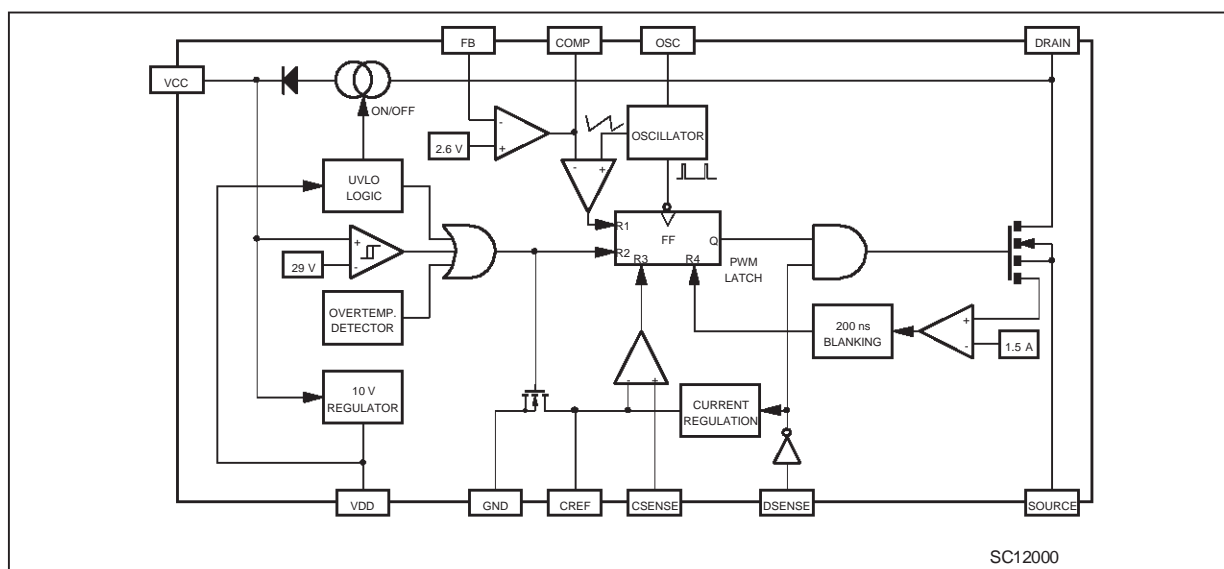 FB
COMP
OSC
DRAIN
VCC
ON/OFF
-
+
2.6 V
OSCILLATOR
- +
UVLO
LOGIC
R1
FF
R2
Q
R3
R4
PWM
LATCH
+
-
29 V
OVERTEMP.
DETECTOR
200 ns
BLANKING
+
-
1.5 A
10 V
REGULATOR
- +
CURRENT
REGULATION
VDD
GND
CREF
CSENSE
DSENSE
SOURCE
SC12000